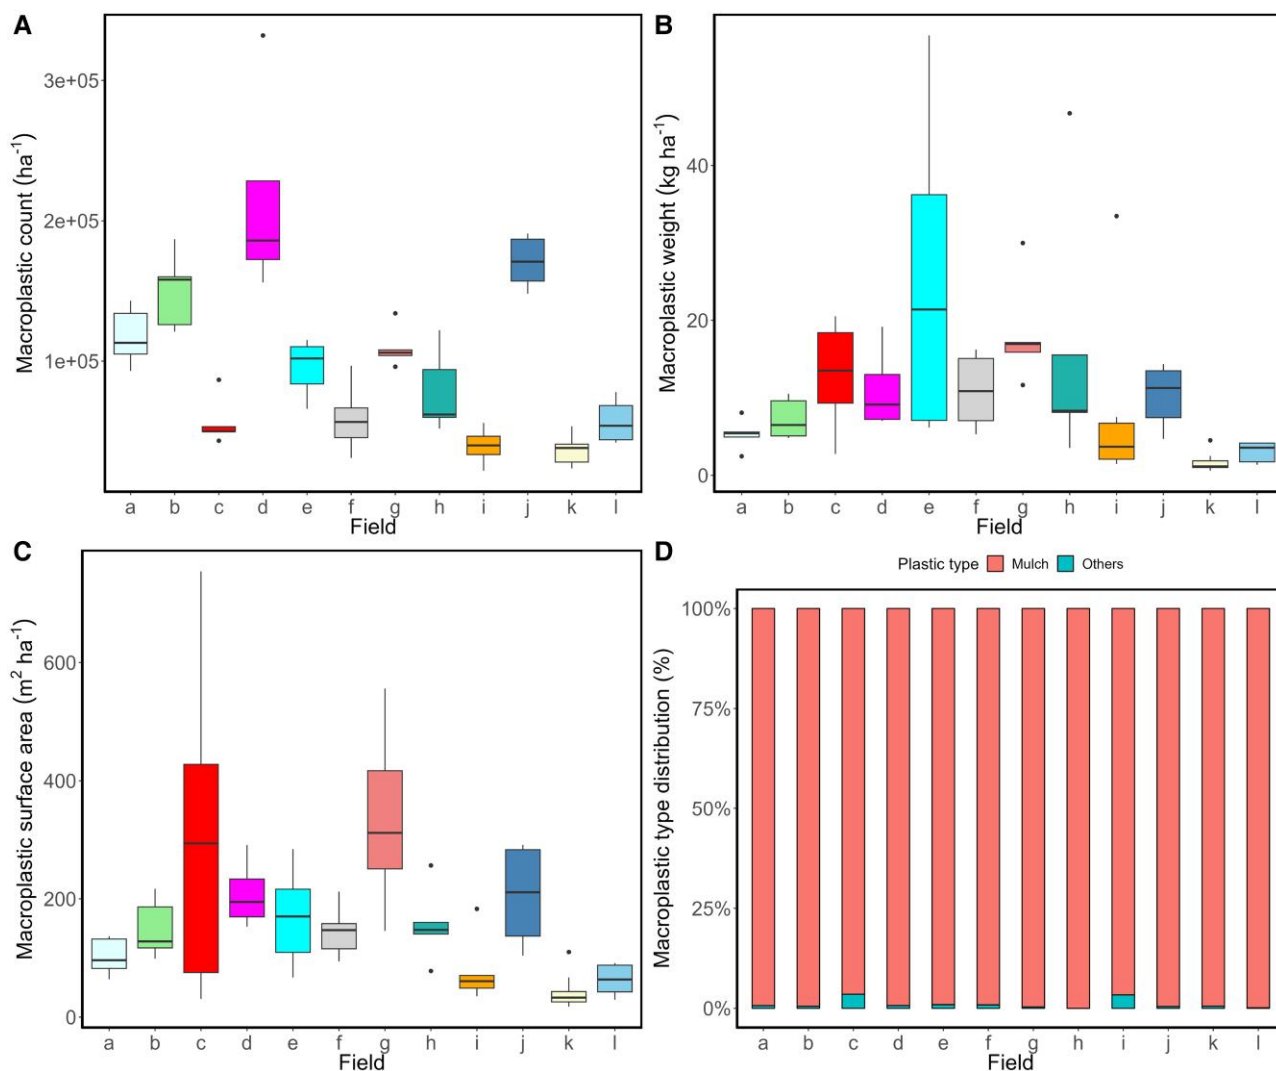 A
Macroplastic count (ha⁻¹)
3e+05
2e+05
1e+05
a b c d e f g h i j k l
Field
B
Macroplastic weight (kg ha⁻¹)
40
20
0
a b c d e f g h i j k l
Field
C
Macroplastic surface area (m² ha⁻¹)
600
400
200
0
a b c d e f g h i j k l
Field
D
Plastic type Mulch Others
Macroplastic type distribution (%)
100%
75%
50%
25%
0%
a b c d e f g h i j k l
Field